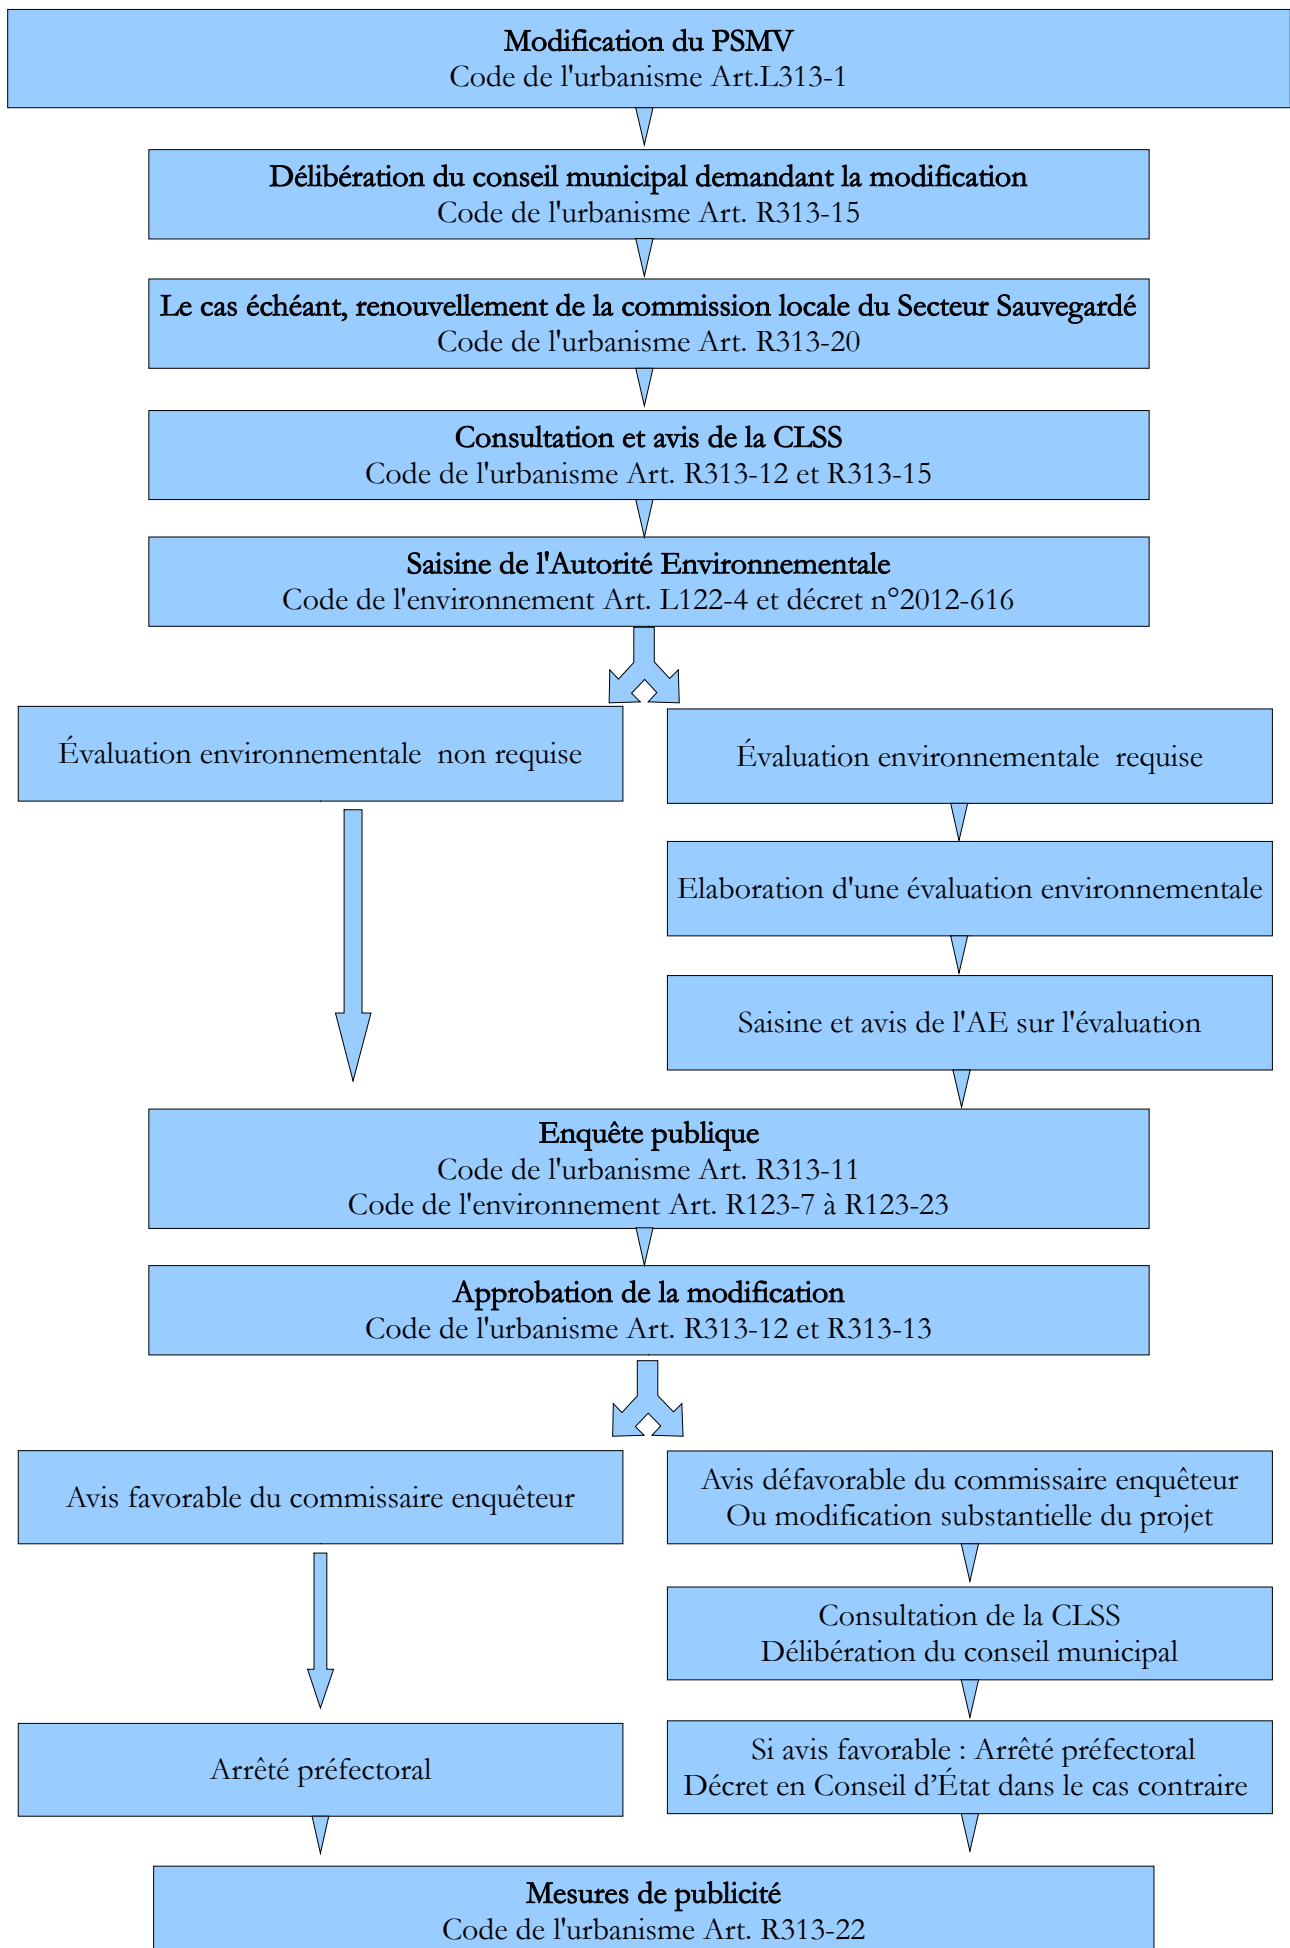 Modification du PSMV
Code de l'urbanisme Art.L313-1
Délibération du conseil municipal demandant la modification
Code de l'urbanisme Art. R313-15
Le cas échéant, renouvellement de la commission locale du Secteur Sauvegardé
Code de l'urbanisme Art. R313-20
Consultation et avis de la CLSS
Code de l'urbanisme Art. R313-12 et R313-15
Saisine de l'Autorité Environnementale
Code de l'environnement Art. L122-4 et décret n°2012-616
Évaluation environnementale  non requise
Évaluation environnementale  requise
Elaboration d'une évaluation environnementale
Saisine et avis de l'AE sur l'évaluation
Enquête publique
Code de l'urbanisme Art. R313-11
Code de l'environnement Art. R123-7 à R123-23
Approbation de la modification
Code de l'urbanisme Art. R313-12 et R313-13
Avis favorable du commissaire enquêteur
Avis défavorable du commissaire enquêteur
Ou modification substantielle du projet
Consultation de la CLSS
Délibération du conseil municipal
Arrêté préfectoral
Si avis favorable : Arrêté préfectoral
Décret en Conseil d’État dans le cas contraire
Mesures de publicité
Code de l'urbanisme Art. R313-22